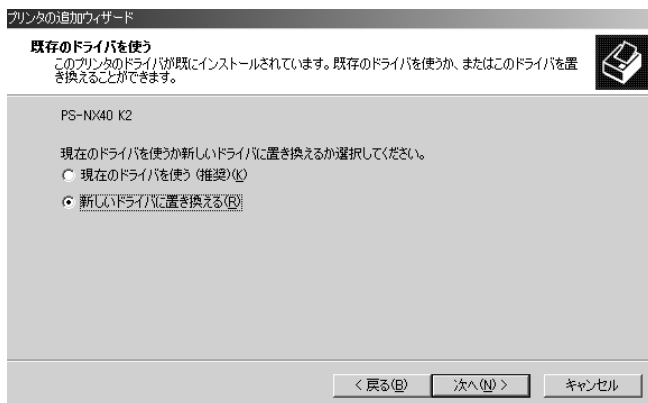 プリンタの追加ウィザード
既存のドライバを使う
このプリンタのドライバが既にインストールされています。既存のドライバを使うか、またはこのドライバを置
き換えることができます。
PS-NX40 K2
現在のドライバを使うか新しいドライバに置き換えるか選択してください。
現在のドライバを使う (推奨)(K)
新しいドライバに置き換える(R)
< 戻る(B) 次へ(N) > キャンセル